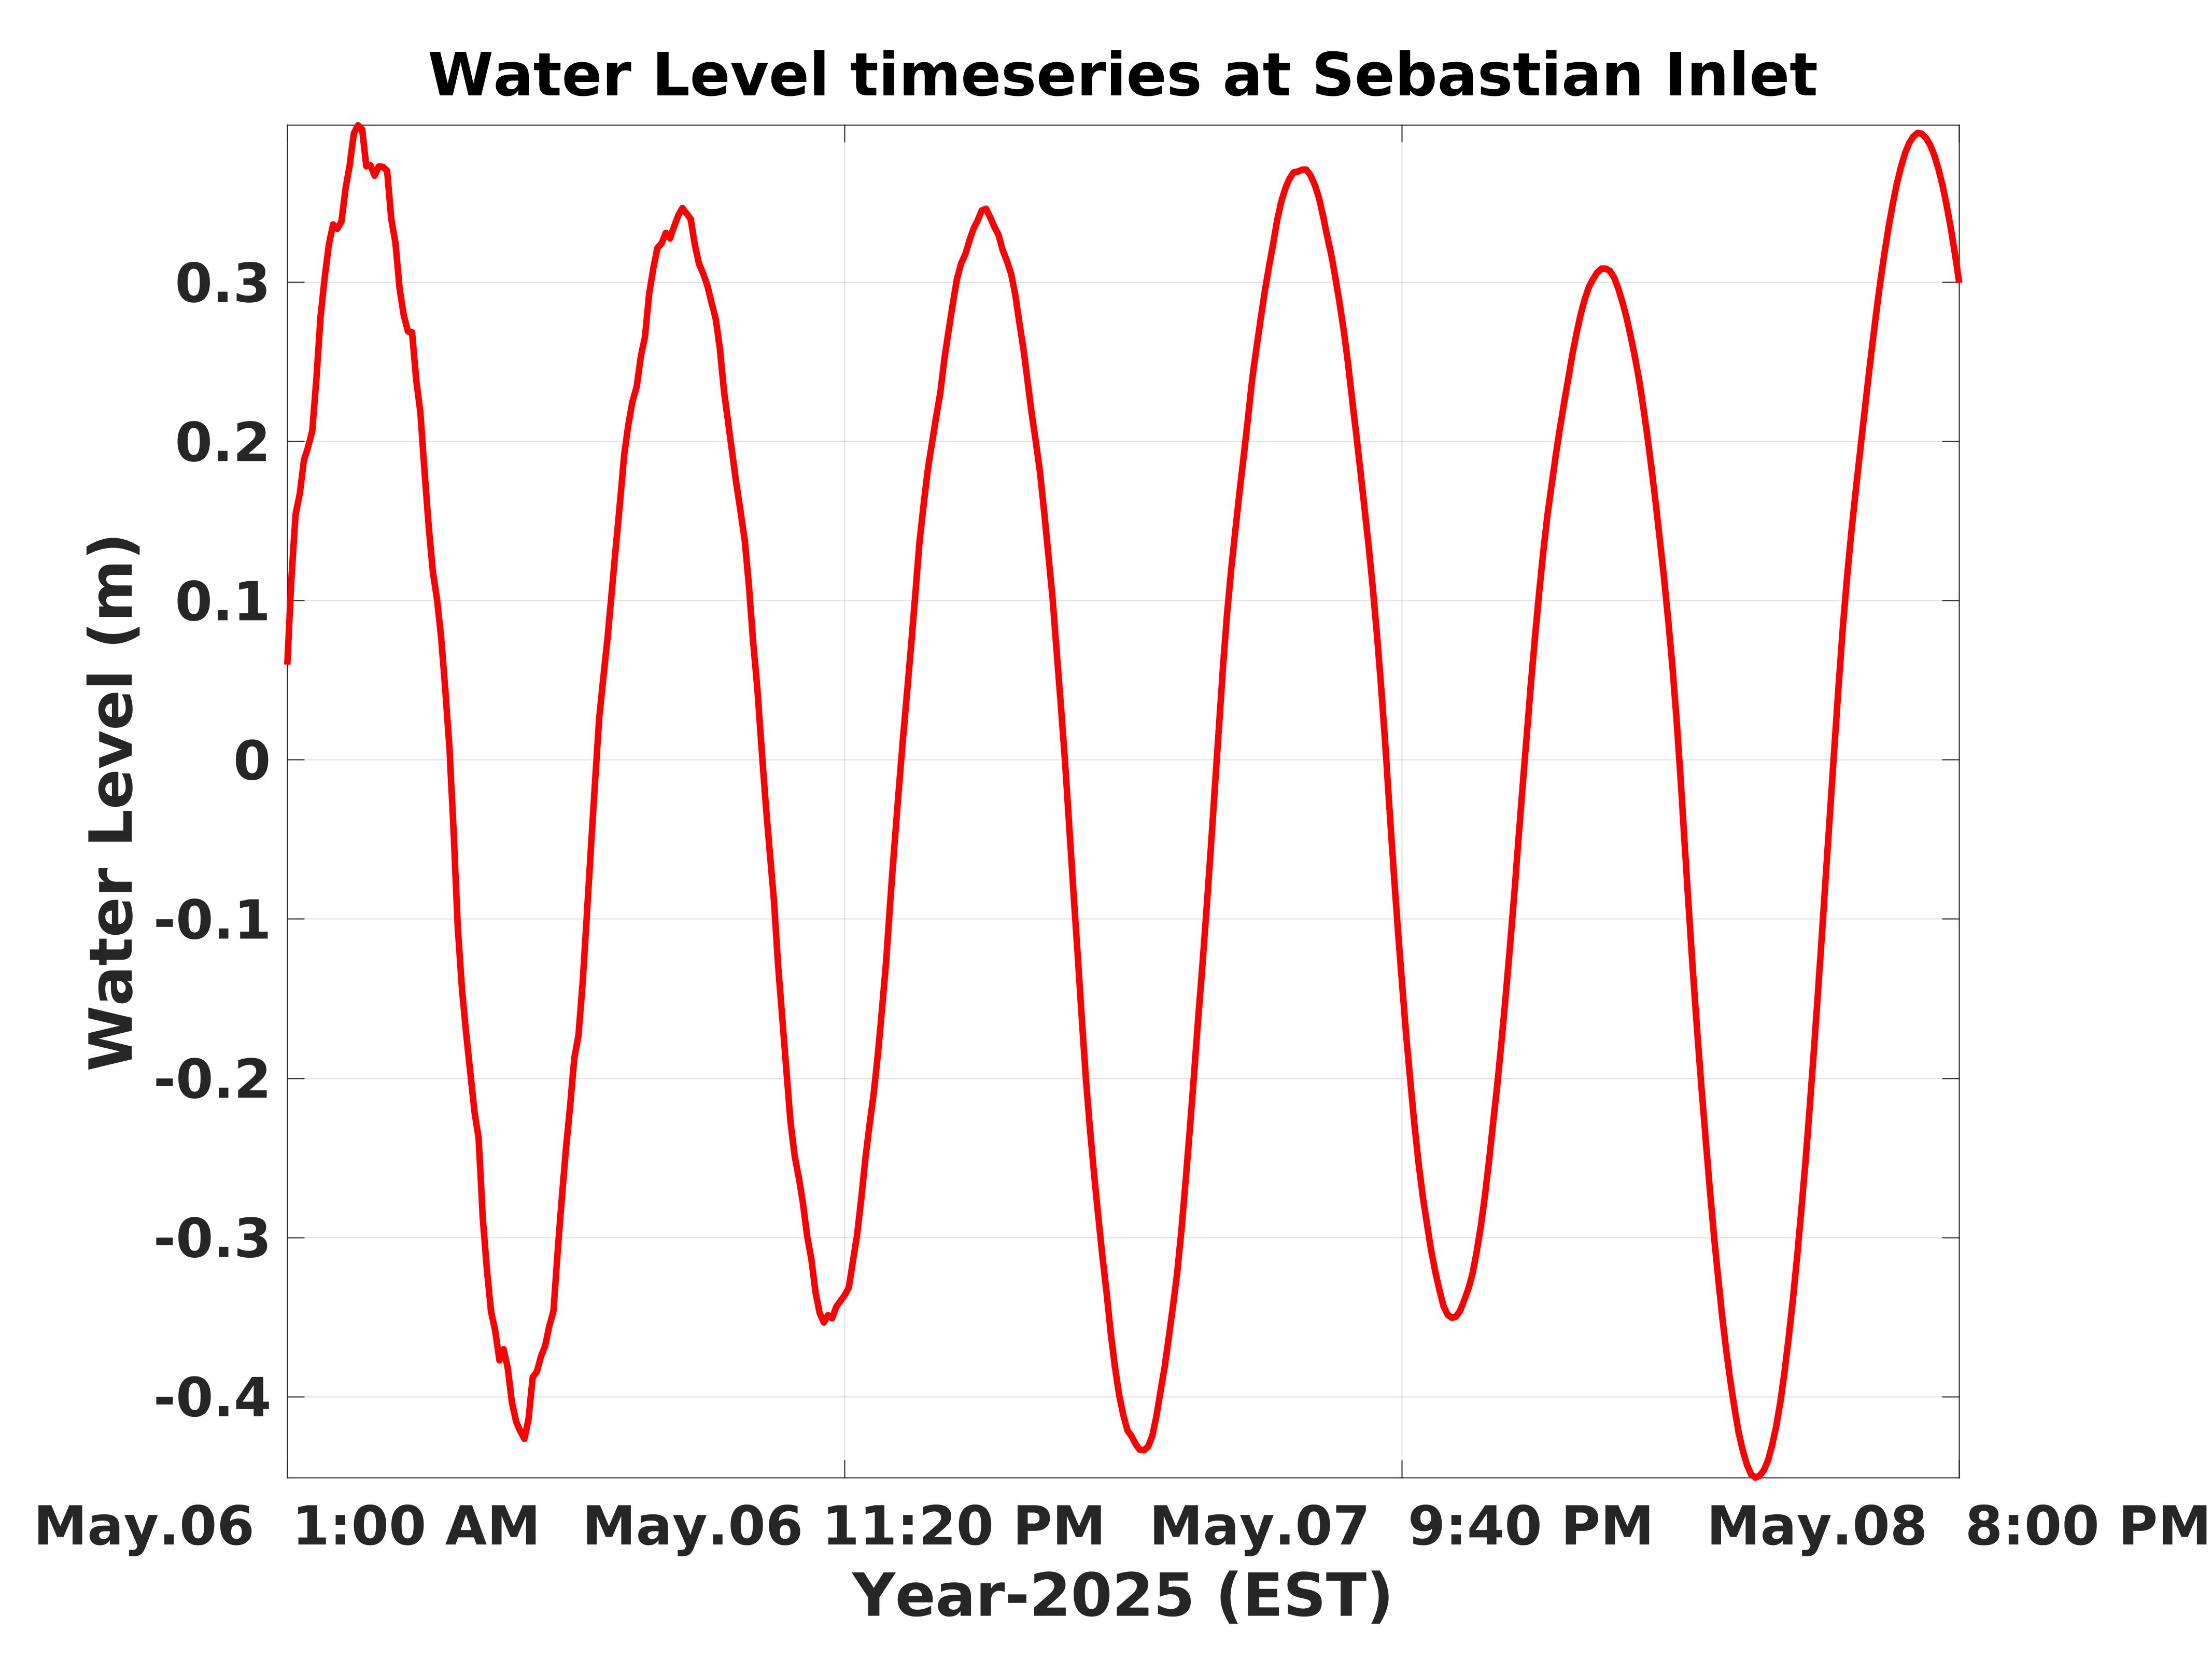 Water Level timeseries at Sebastian Inlet
Water Level (m)
0.3
0.2
0.1
0
-0.1
-0.2
-0.3
-0.4
May.06  1:00 AM May.06 11:20 PM May.07  9:40 PM May.08  8:00 PM
Year-2025 (EST)